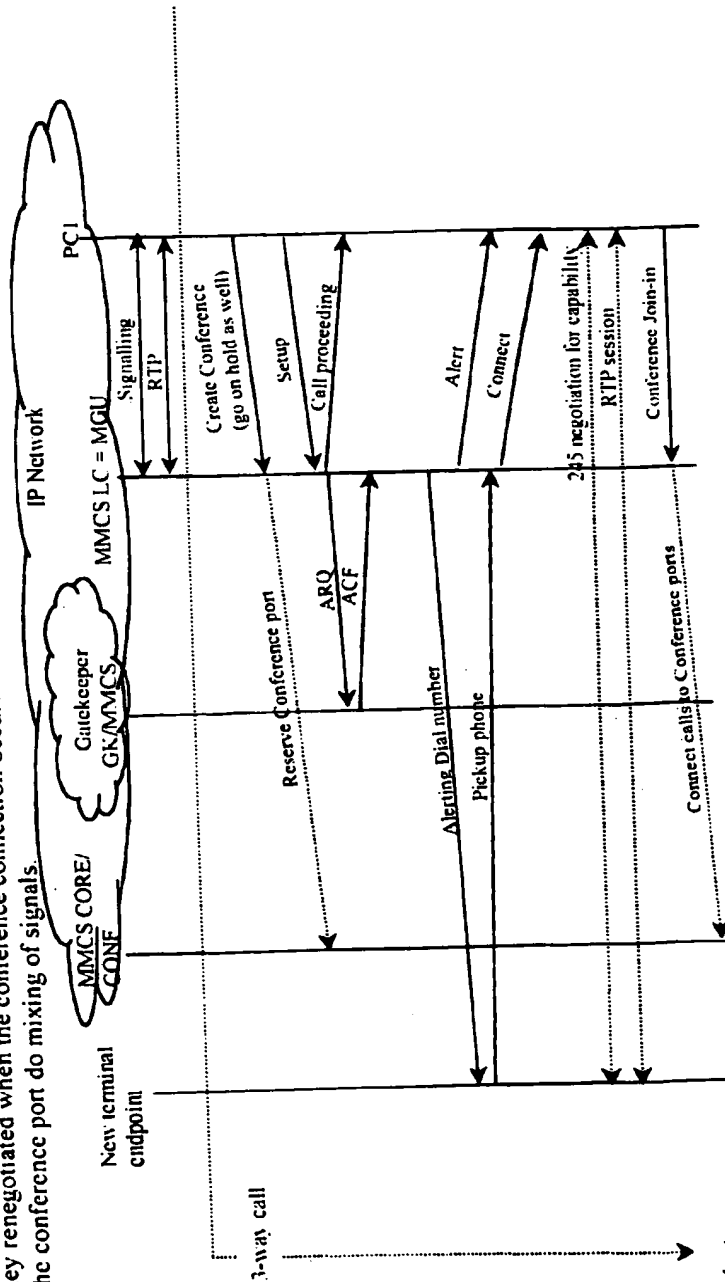 ey renegotiated when the conference connection
he conference port do mixing of signals.
IP Network
MMCS CORE/
CONF
Gatekeeper
GK/MMCS
MMCS LC = MGU
PC1
New terminal
endpoint
Signalling
RTP
3-way call
Create Conference
(go on hold as well)
Reserve Conference port
Setup
Call proceeding
ARQ
ACF
Alerting Dial number
Alert
Pickup phone
Connect
245 negotiation for capability
RTP session
Conference Join-in
Connect calls to Conference ports